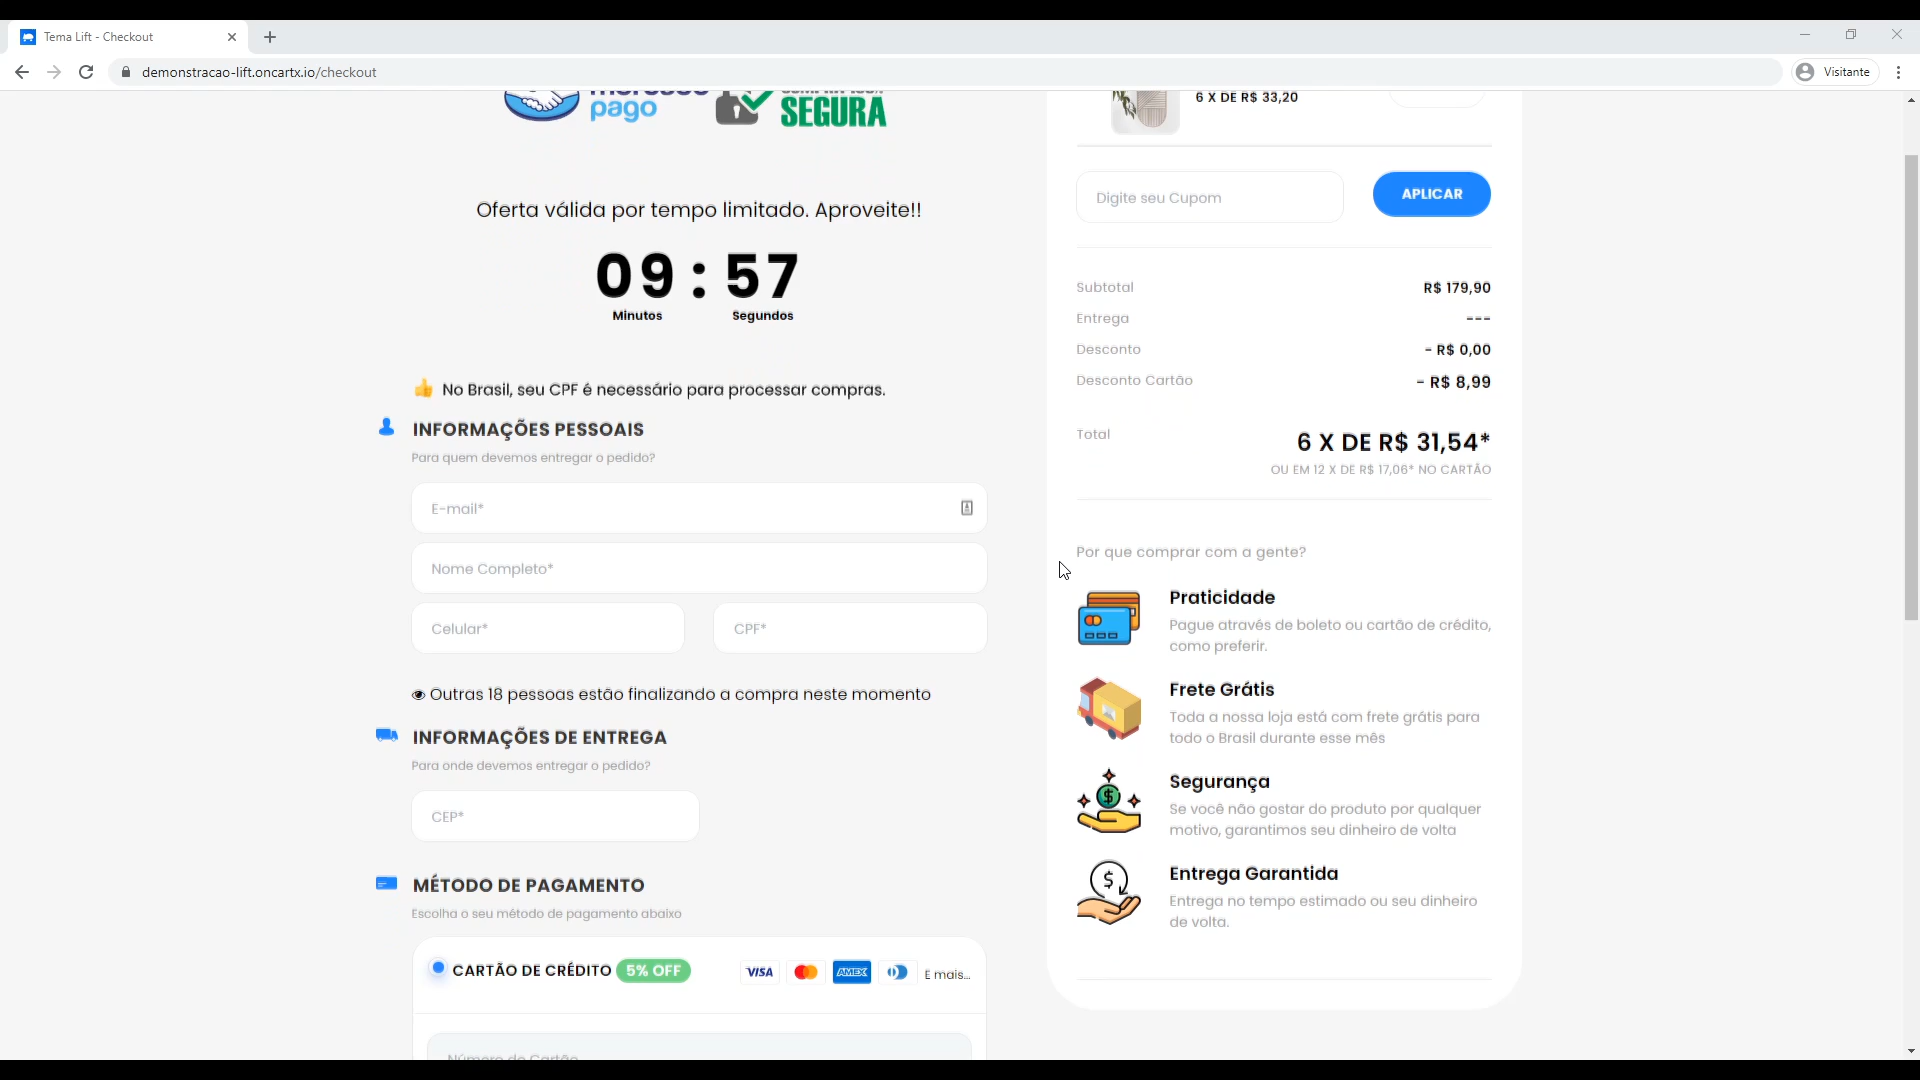 Tema Lift - Checkout
demonstracao-lift.oncartx.io/checkout
Visitante
pago
SEGURA
Oferta válida por tempo limitado. Aproveite!!
09 : 57
Minutos Segundos
👍 No Brasil, seu CPF é necessário para processar compras.
INFORMAÇÕES PESSOAIS
Para quem devemos entregar o pedido?
E-mail*
Nome Completo*
Celular* CPF*
Outras 18 pessoas estão finalizando a compra neste momento
INFORMAÇÕES DE ENTREGA
Para onde devemos entregar o pedido?
CEP*
MÉTODO DE PAGAMENTO
Escolha o seu método de pagamento abaixo
CARTÃO DE CRÉDITO 5% OFF VISA AMEX E mais...
Número do Cartão
6 X DE R$ 33,20
Digite seu Cupom APLICAR
Subtotal R$ 179,90
Entrega ---
Desconto - R$ 0,00
Desconto Cartão - R$ 8,99
Total 6 X DE R$ 31,54*
OU EM 12 X DE R$ 17,06* NO CARTÃO
Por que comprar com a gente?
Praticidade
Pague através de boleto ou cartão de crédito,
como preferir.
Frete Grátis
Toda a nossa loja está com frete grátis para
todo o Brasil durante esse mês
Segurança
Se você não gostar do produto por qualquer
motivo, garantimos seu dinheiro de volta
Entrega Garantida
Entrega no tempo estimado ou seu dinheiro
de volta.